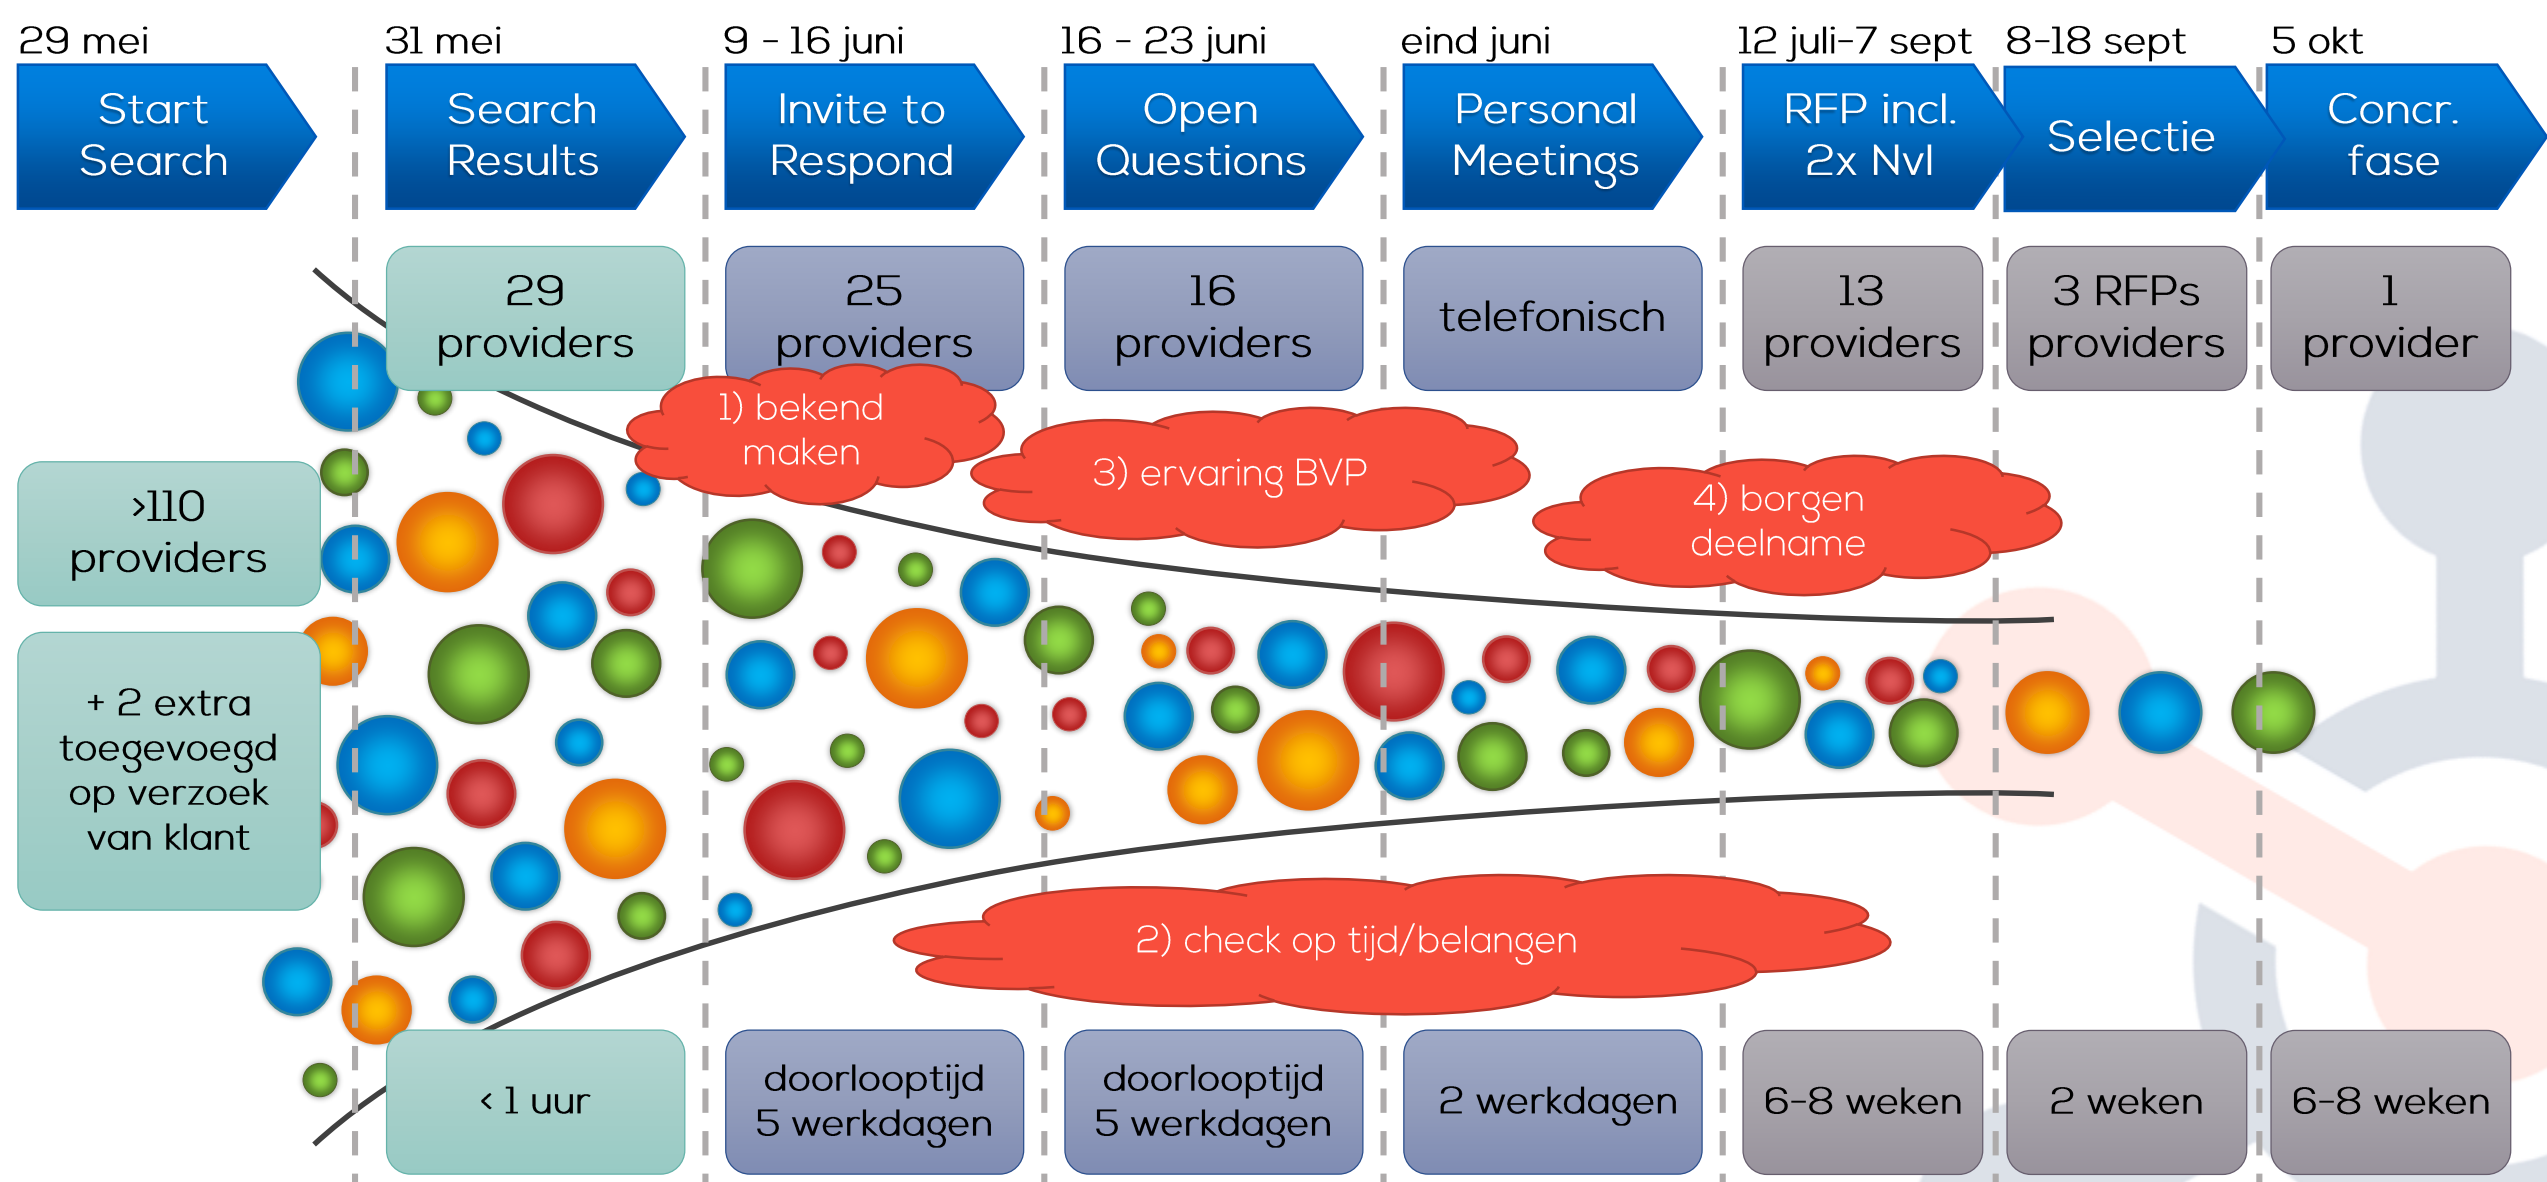 29 mei
31 mei
9 - 16 juni
16 - 23 juni
eind juni
12 juli-7 sept
8-18 sept
5 okt
Start
Search
Search
Results
Invite to
Respond
Open
Questions
Personal
Meetings
RFP incl.
2x NvI
Selectie
Concr.
fase
29
providers
25
providers
16
providers
telefonisch
13
providers
3 RFPs
providers
1
provider
1) bekend
maken
3) ervaring BVP
4) borgen
deelname
>110
providers
+ 2 extra
toegevoegd
op verzoek
van klant
2) check op tijd/belangen
< 1 uur
doorlooptijd
5 werkdagen
doorlooptijd
5 werkdagen
2 werkdagen
6-8 weken
2 weken
6-8 weken